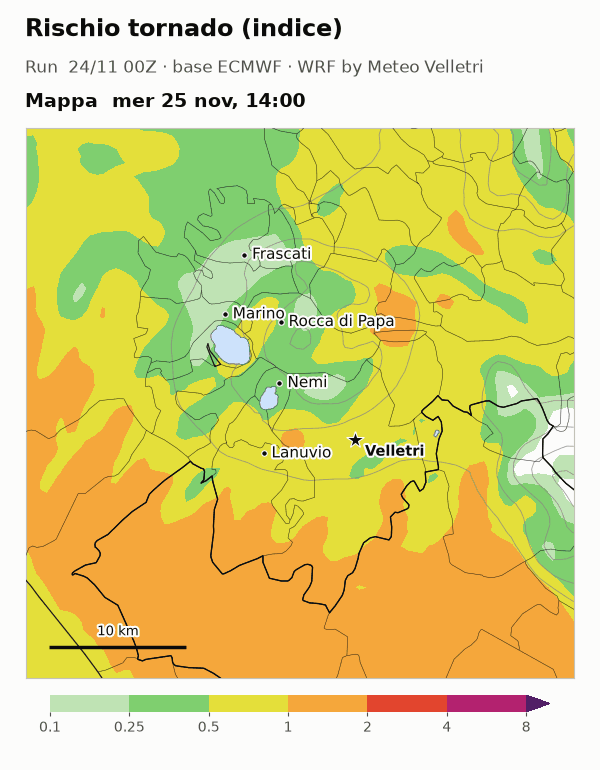 Rischio tornado (indice)
Run  24/11 00Z · base ECMWF · WRF by Meteo Velletri
Mappa  mer 25 nov, 14:00
Frascati
Marino
Rocca di Papa
Nemi
Velletri
Lanuvio
10 km
0.1 0.25 0.5 1 2 4 8